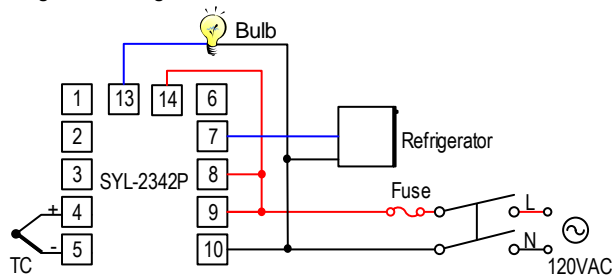 Bulb
1 13 14 6
2 7 Refrigerator
3 SYL-2342P 8
Fuse
+ 4 9 L
- 5 10 N
TC 120VAC